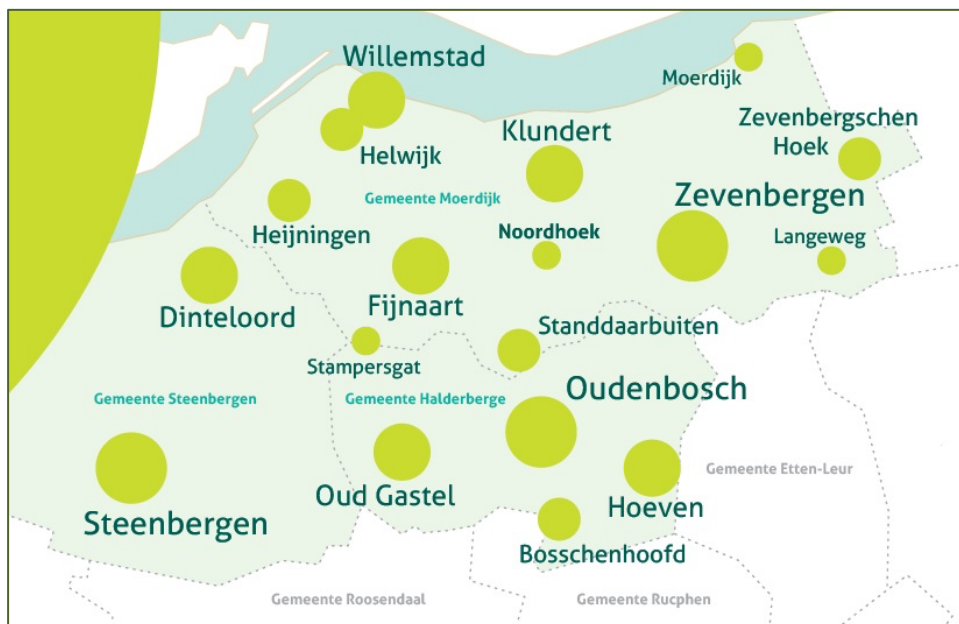 Willemstad
Moerdijk
Helwijk
Klundert
Zevenbergschen
Hoek
Gemeente Moerdijk
Zevenbergen
Heijningen
Noordhoek
Langeweg
Dinteloord
Fijnaart
Standdaarbuiten
Stampersgat
Gemeente Steenbergen
Gemeente Halderberge
Oudenbosch
Gemeente Etten-Leur
Oud Gastel
Hoeven
Steenbergen
Bosschenhoofd
Gemeente Roosendaal
Gemeente Rucphen